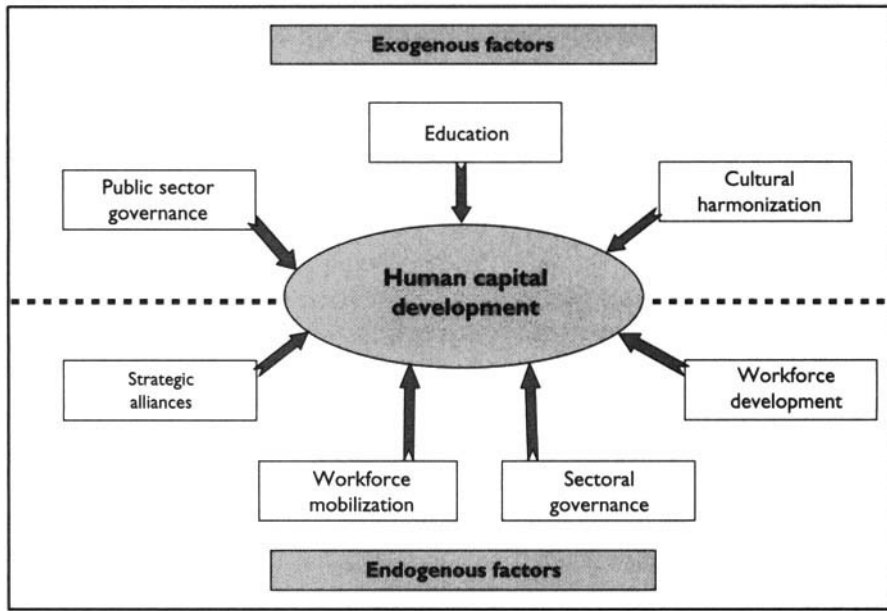 Exogenous factors
Education
Public sector
governance
Cultural
harmonization
Human capital
development
Strategic
alliances
Workforce
development
Workforce
mobilization
Sectoral
governance
Endogenous factors